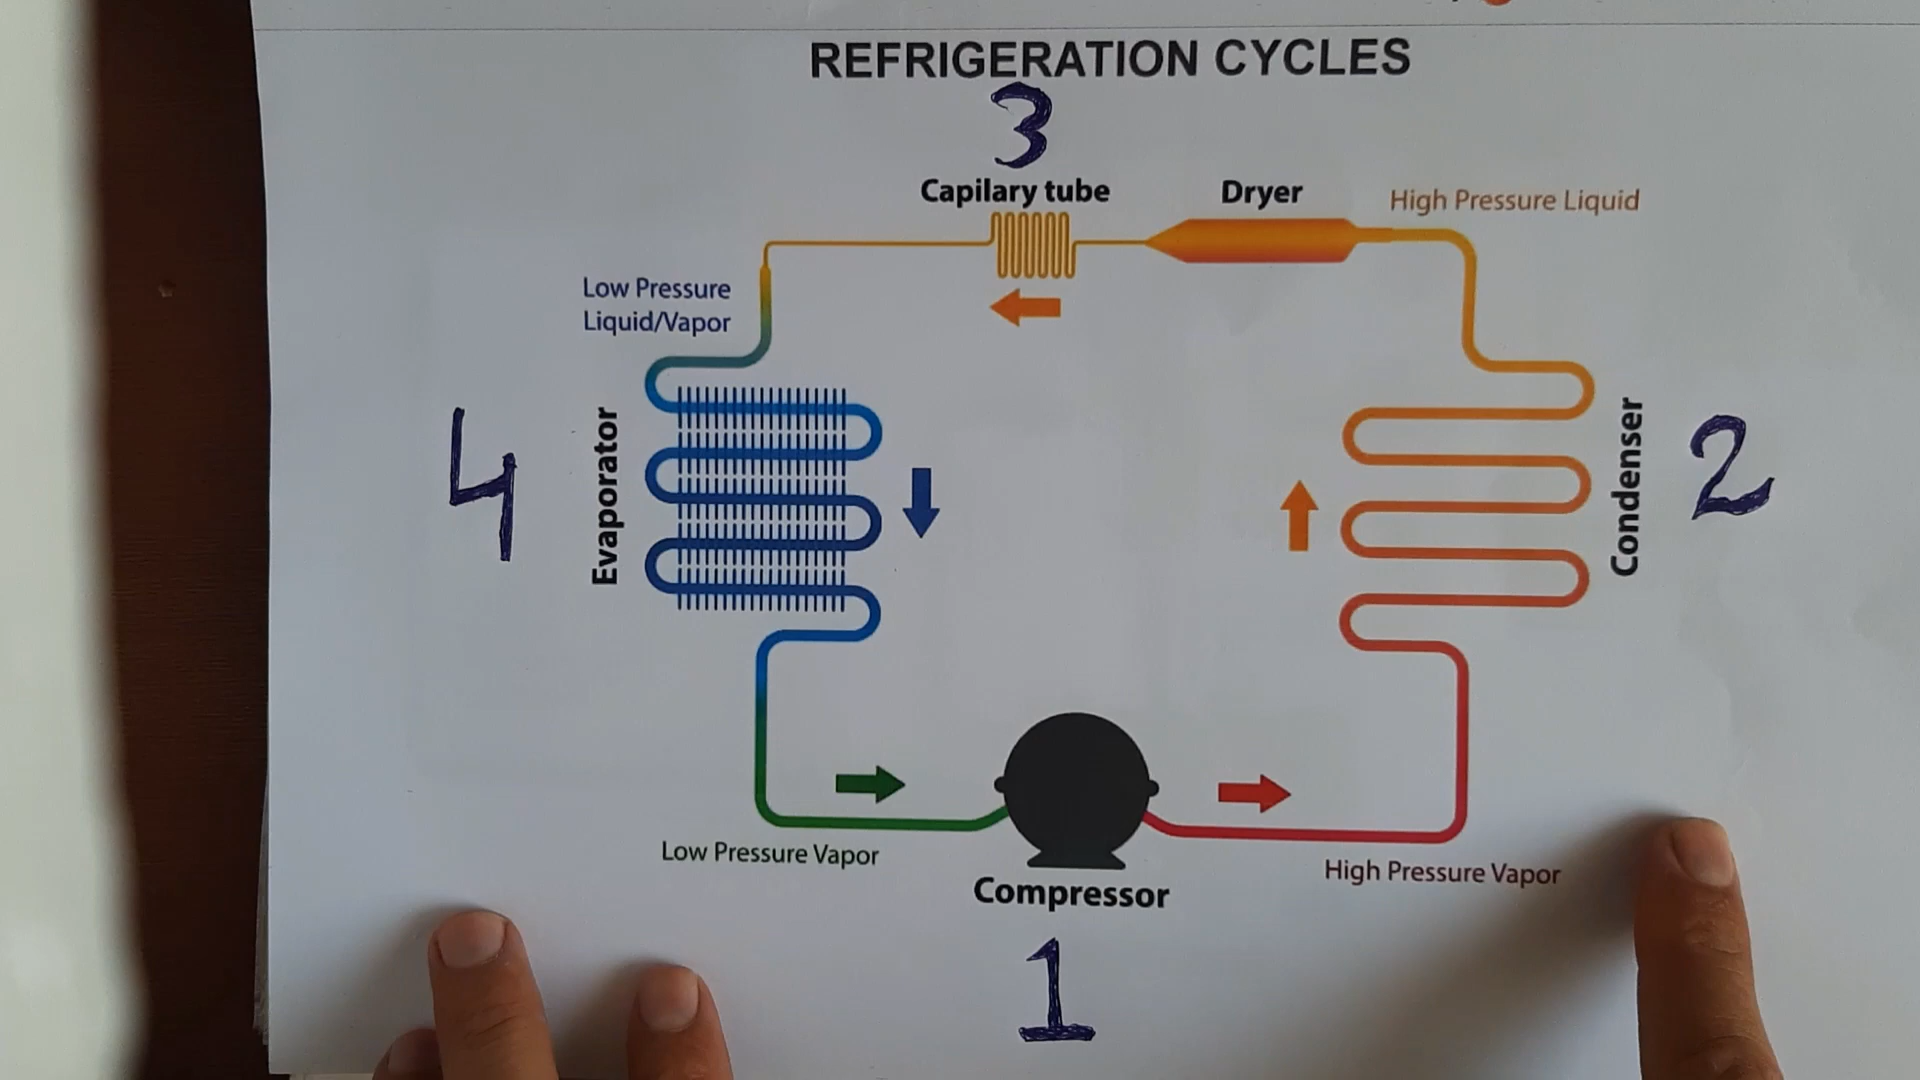 REFRIGERATION CYCLES
3
Capilary tube
Dryer
High Pressure Liquid
Low Pressure
Liquid/Vapor
4
Evaporator
Condenser
2
Low Pressure Vapor
High Pressure Vapor
Compressor
1